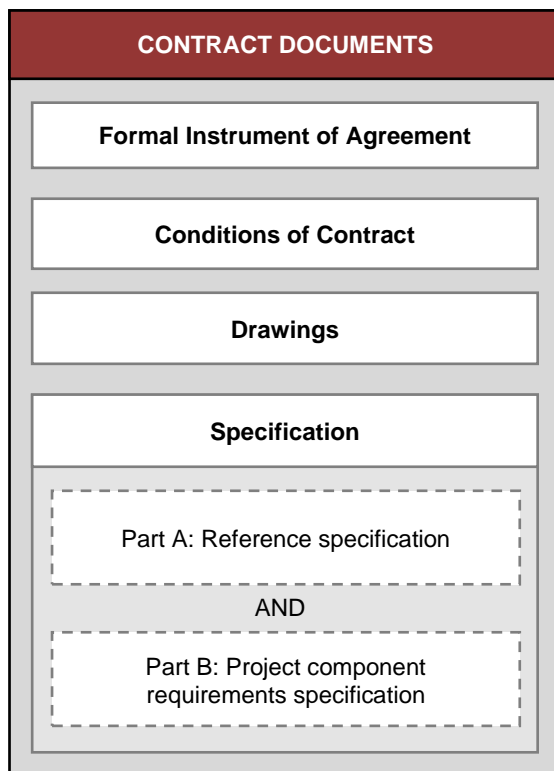 CONTRACT DOCUMENTS
Formal Instrument of Agreement
Conditions of Contract
Drawings
Specification
Part A: Reference specification
AND
Part B: Project component
requirements specification